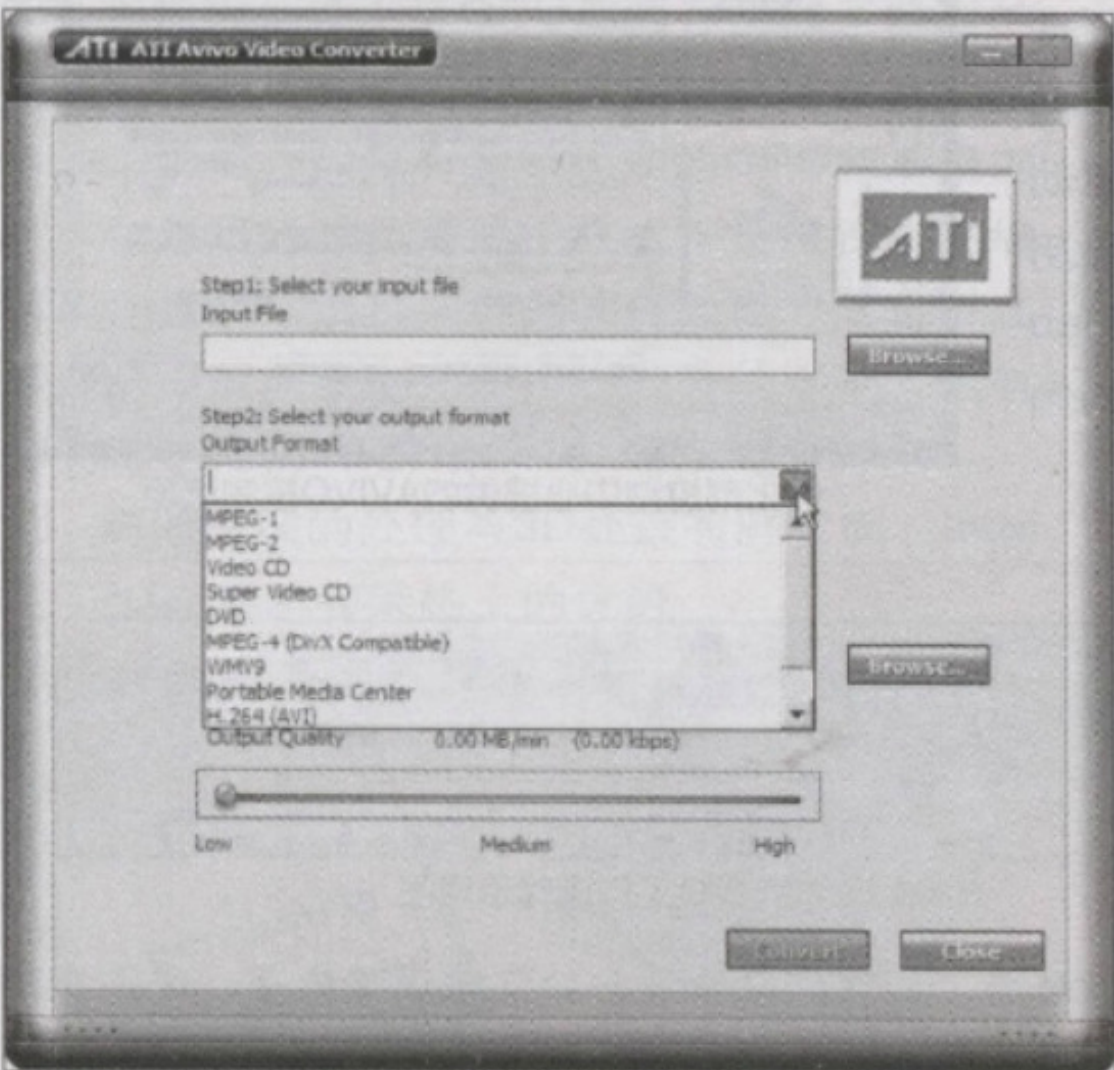 ATI ATI Avivo Video Converter
ATI
Step1: Select your input file
Input File
Browse...
Step2: Select your output format
Output Format
MPEG-1
MPEG-2
Video CD
Super Video CD
DVD
MPEG-4 (DivX Compatible)
WMV9
Portable Media Center
H.264 (AVI)
Browse...
Output Quality 0.00 MB/min (0.00 kbps)
Low Medium High
Convert Close